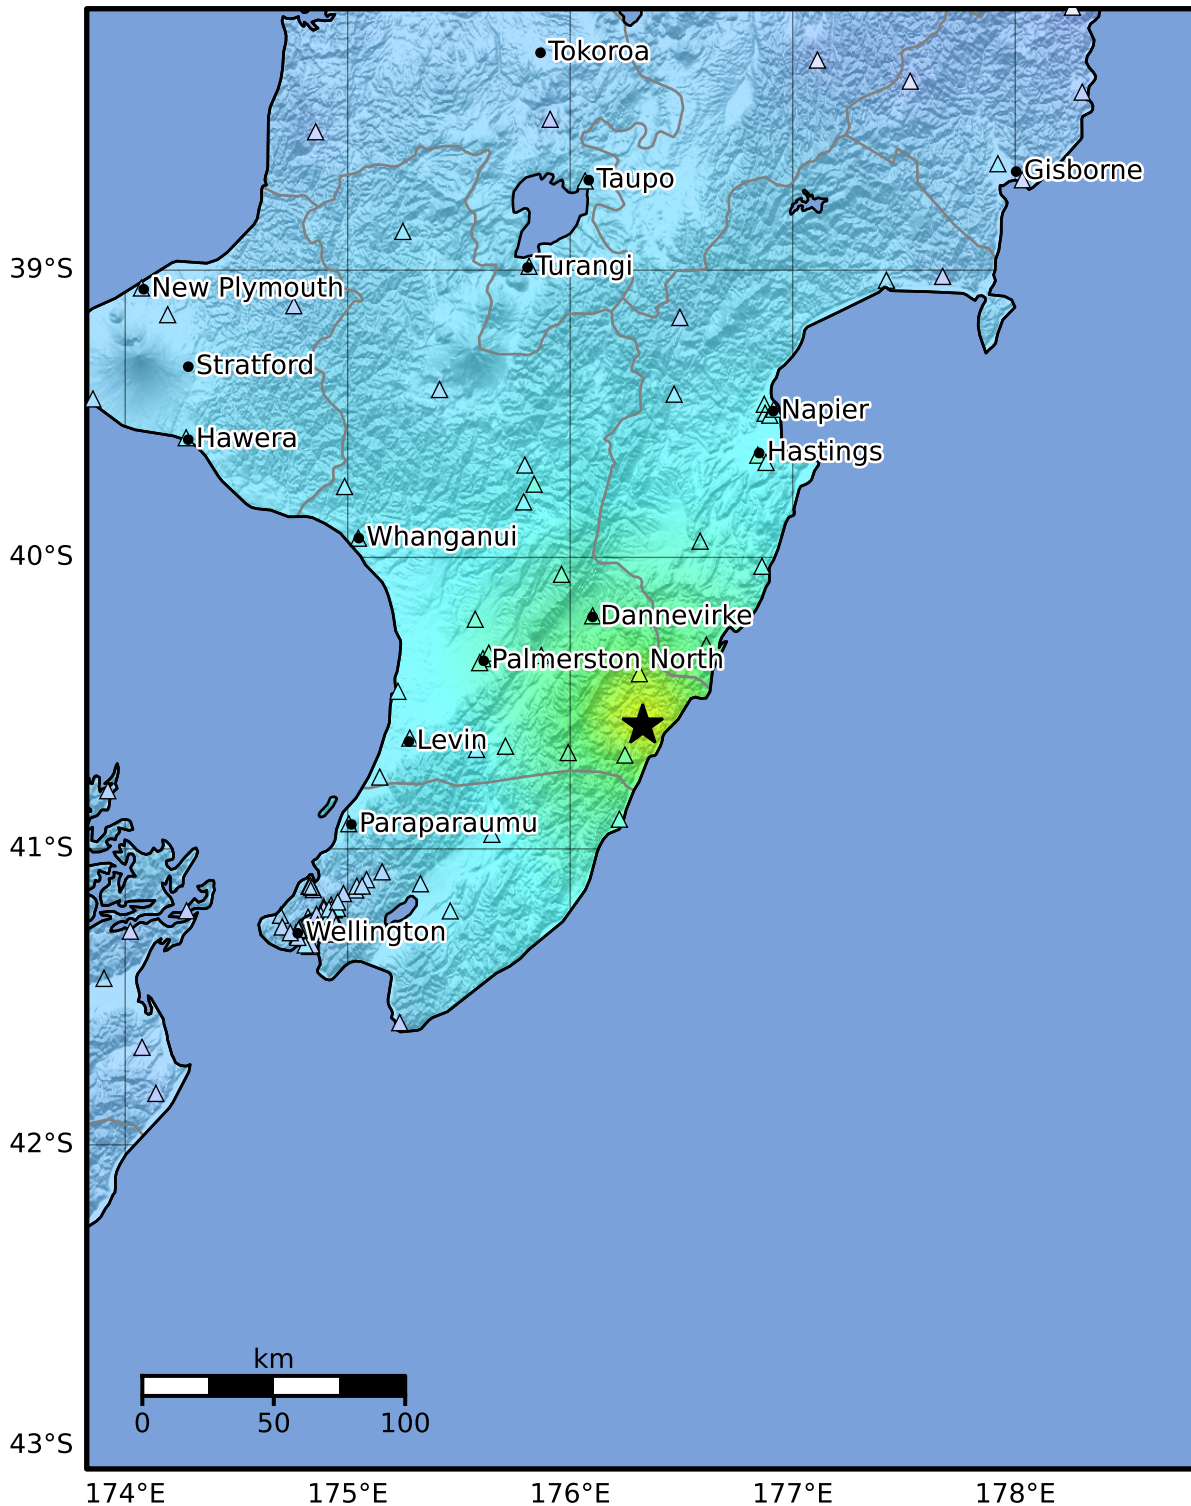 Tokoroa
Gisborne
Taupo
39°S
Turangi
New Plymouth
Stratford
Napier
Hawera
Hastings
Whanganui
40°S
Dannevirke
Palmerston North
Levin
Paraparaumu
41°S
Wellington
42°S
km
0 50 100
43°S
174°E 175°E 176°E 177°E 178°E